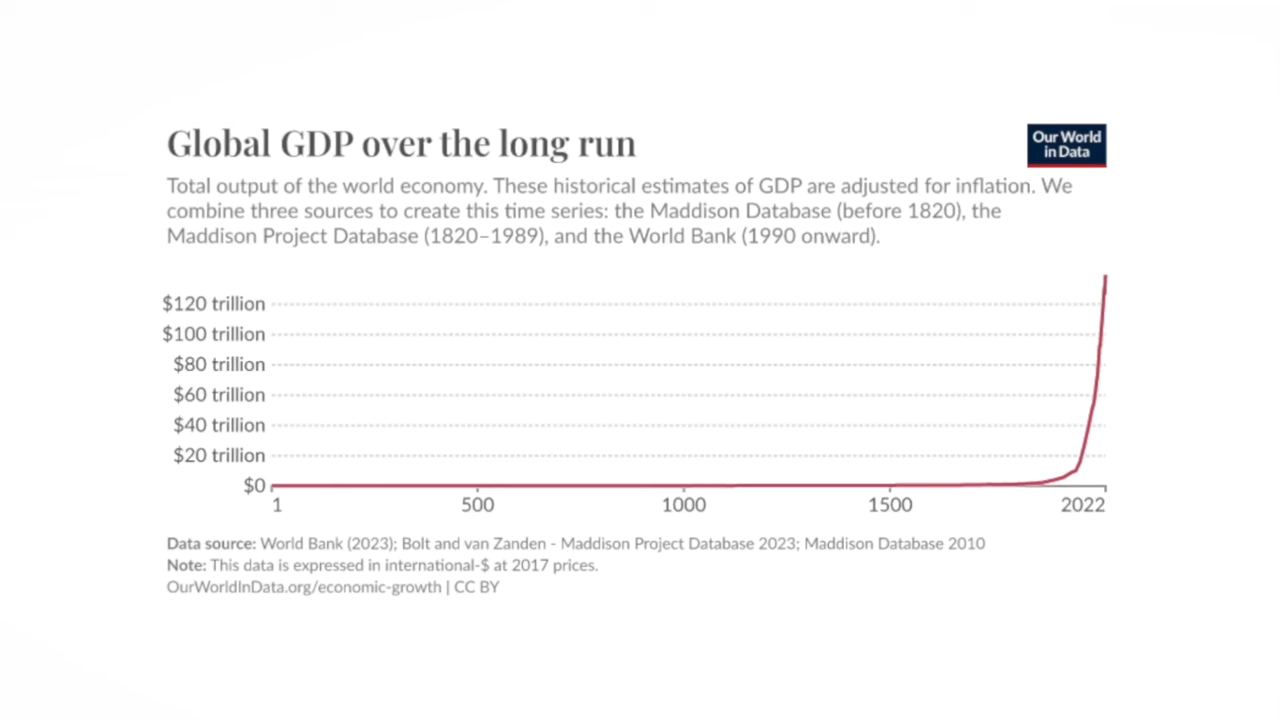 Global GDP over the long run
Our World
in Data
Total output of the world economy. These historical estimates of GDP are adjusted for inflation. We
combine three sources to create this time series: the Maddison Database (before 1820), the
Maddison Project Database (1820–1989), and the World Bank (1990 onward).
$120 trillion
$100 trillion
$80 trillion
$60 trillion
$40 trillion
$20 trillion
$0
1 500 1000 1500 2022
Data source: World Bank (2023); Bolt and van Zanden - Maddison Project Database 2023; Maddison Database 2010
Note: This data is expressed in international-$ at 2017 prices.
OurWorldInData.org/economic-growth | CC BY